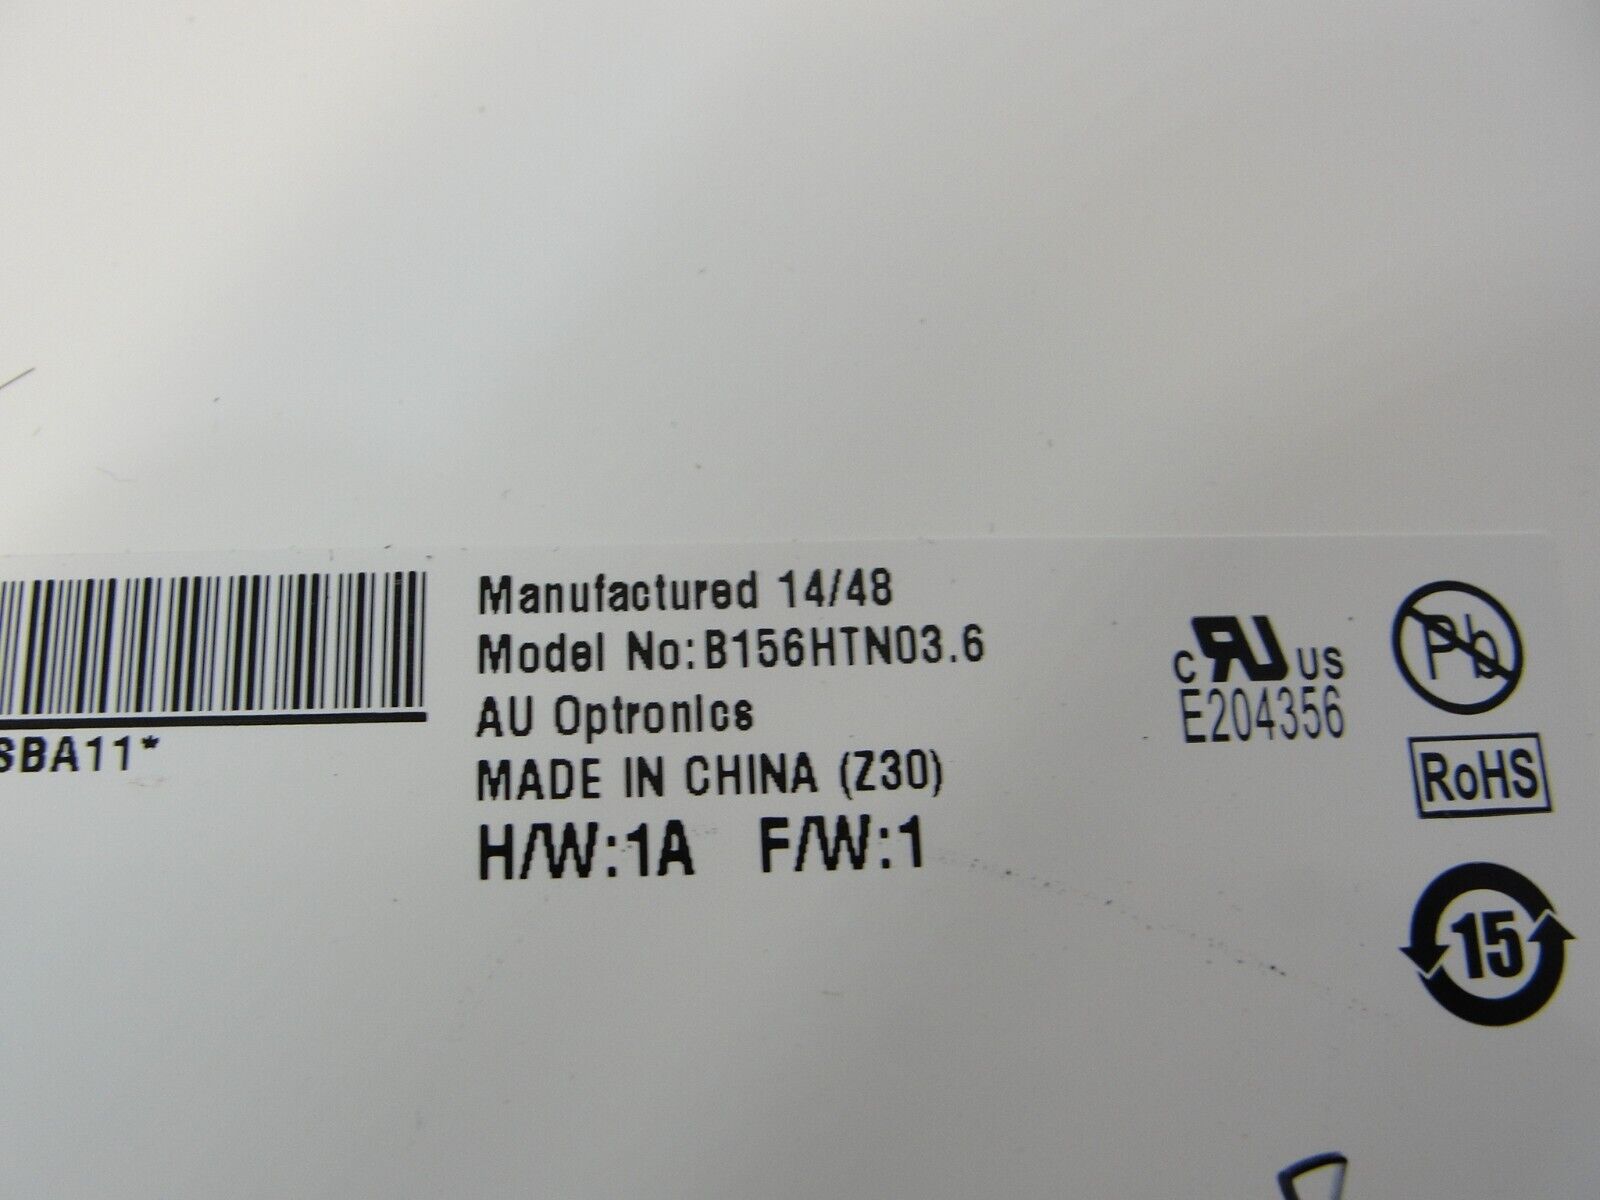 SBA11*
Manufactured 14/48
Model No:B156HTN03.6
AU Optronics
MADE IN CHINA (Z30)
H/W:1A F/W:1
c RU US
E204356
Pb
RoHS
15